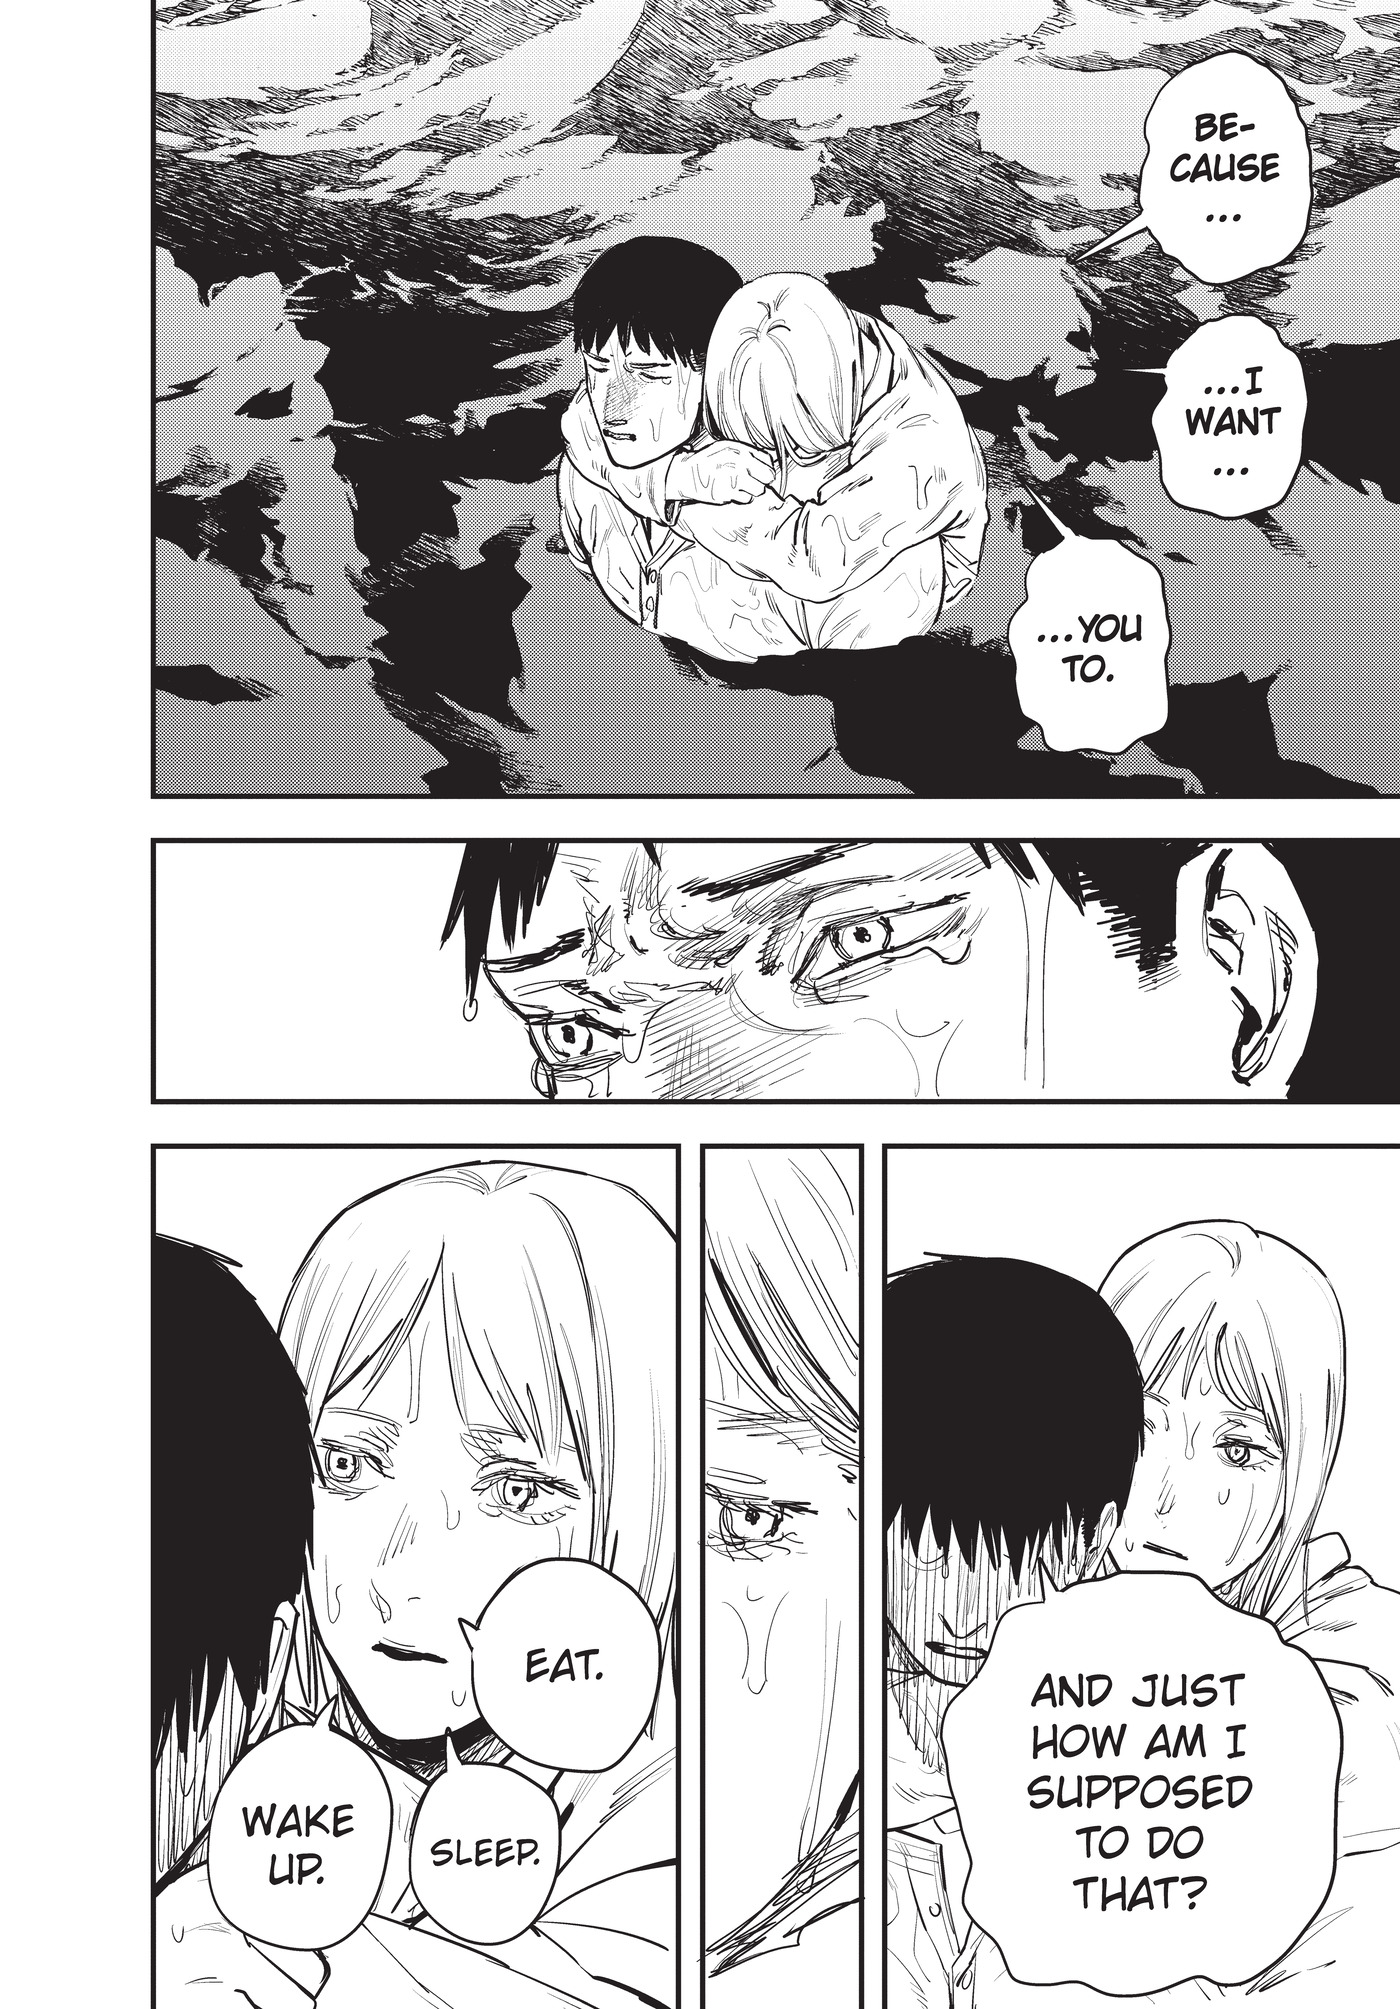 BE-
CAUSE
...
...I
WANT
...
...YOU
TO.
AND JUST
HOW AM I
SUPPOSED
TO DO
THAT?
EAT.
SLEEP.
WAKE
UP.